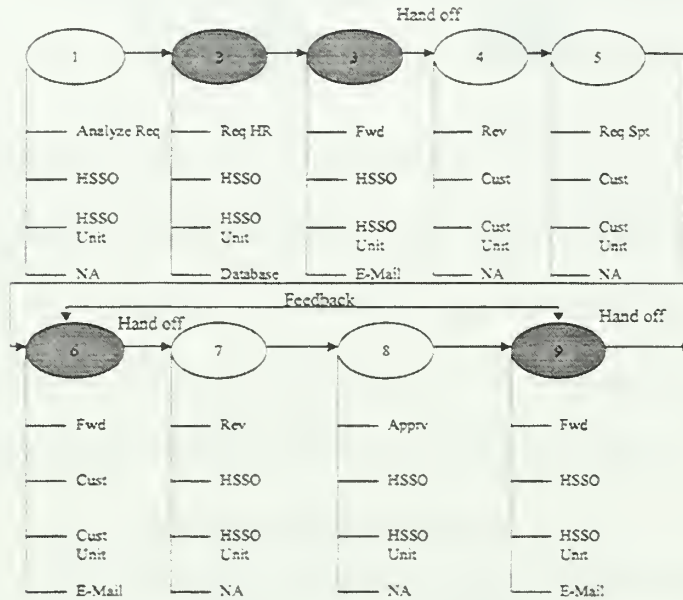 Hand off
1
2
3
4
5
Analyze Req
Req HR
Fwd
Rev
Req Spt
HSSO
HSSO
HSSO
Cust
Cust
HSSO
Unit
HSSO
Unit
HSSO
Unit
Cust
Unit
Cust
Unit
NA
Database
E-Mail
NA
NA
Feedback
Hand off
Hand off
6
7
8
9
Fwd
Rev
Apprv
Fwd
Cust
HSSO
HSSO
HSSO
Cust
Unit
HSSO
Unit
HSSO
Unit
HSSO
Unit
E-Mail
NA
NA
E-Mail